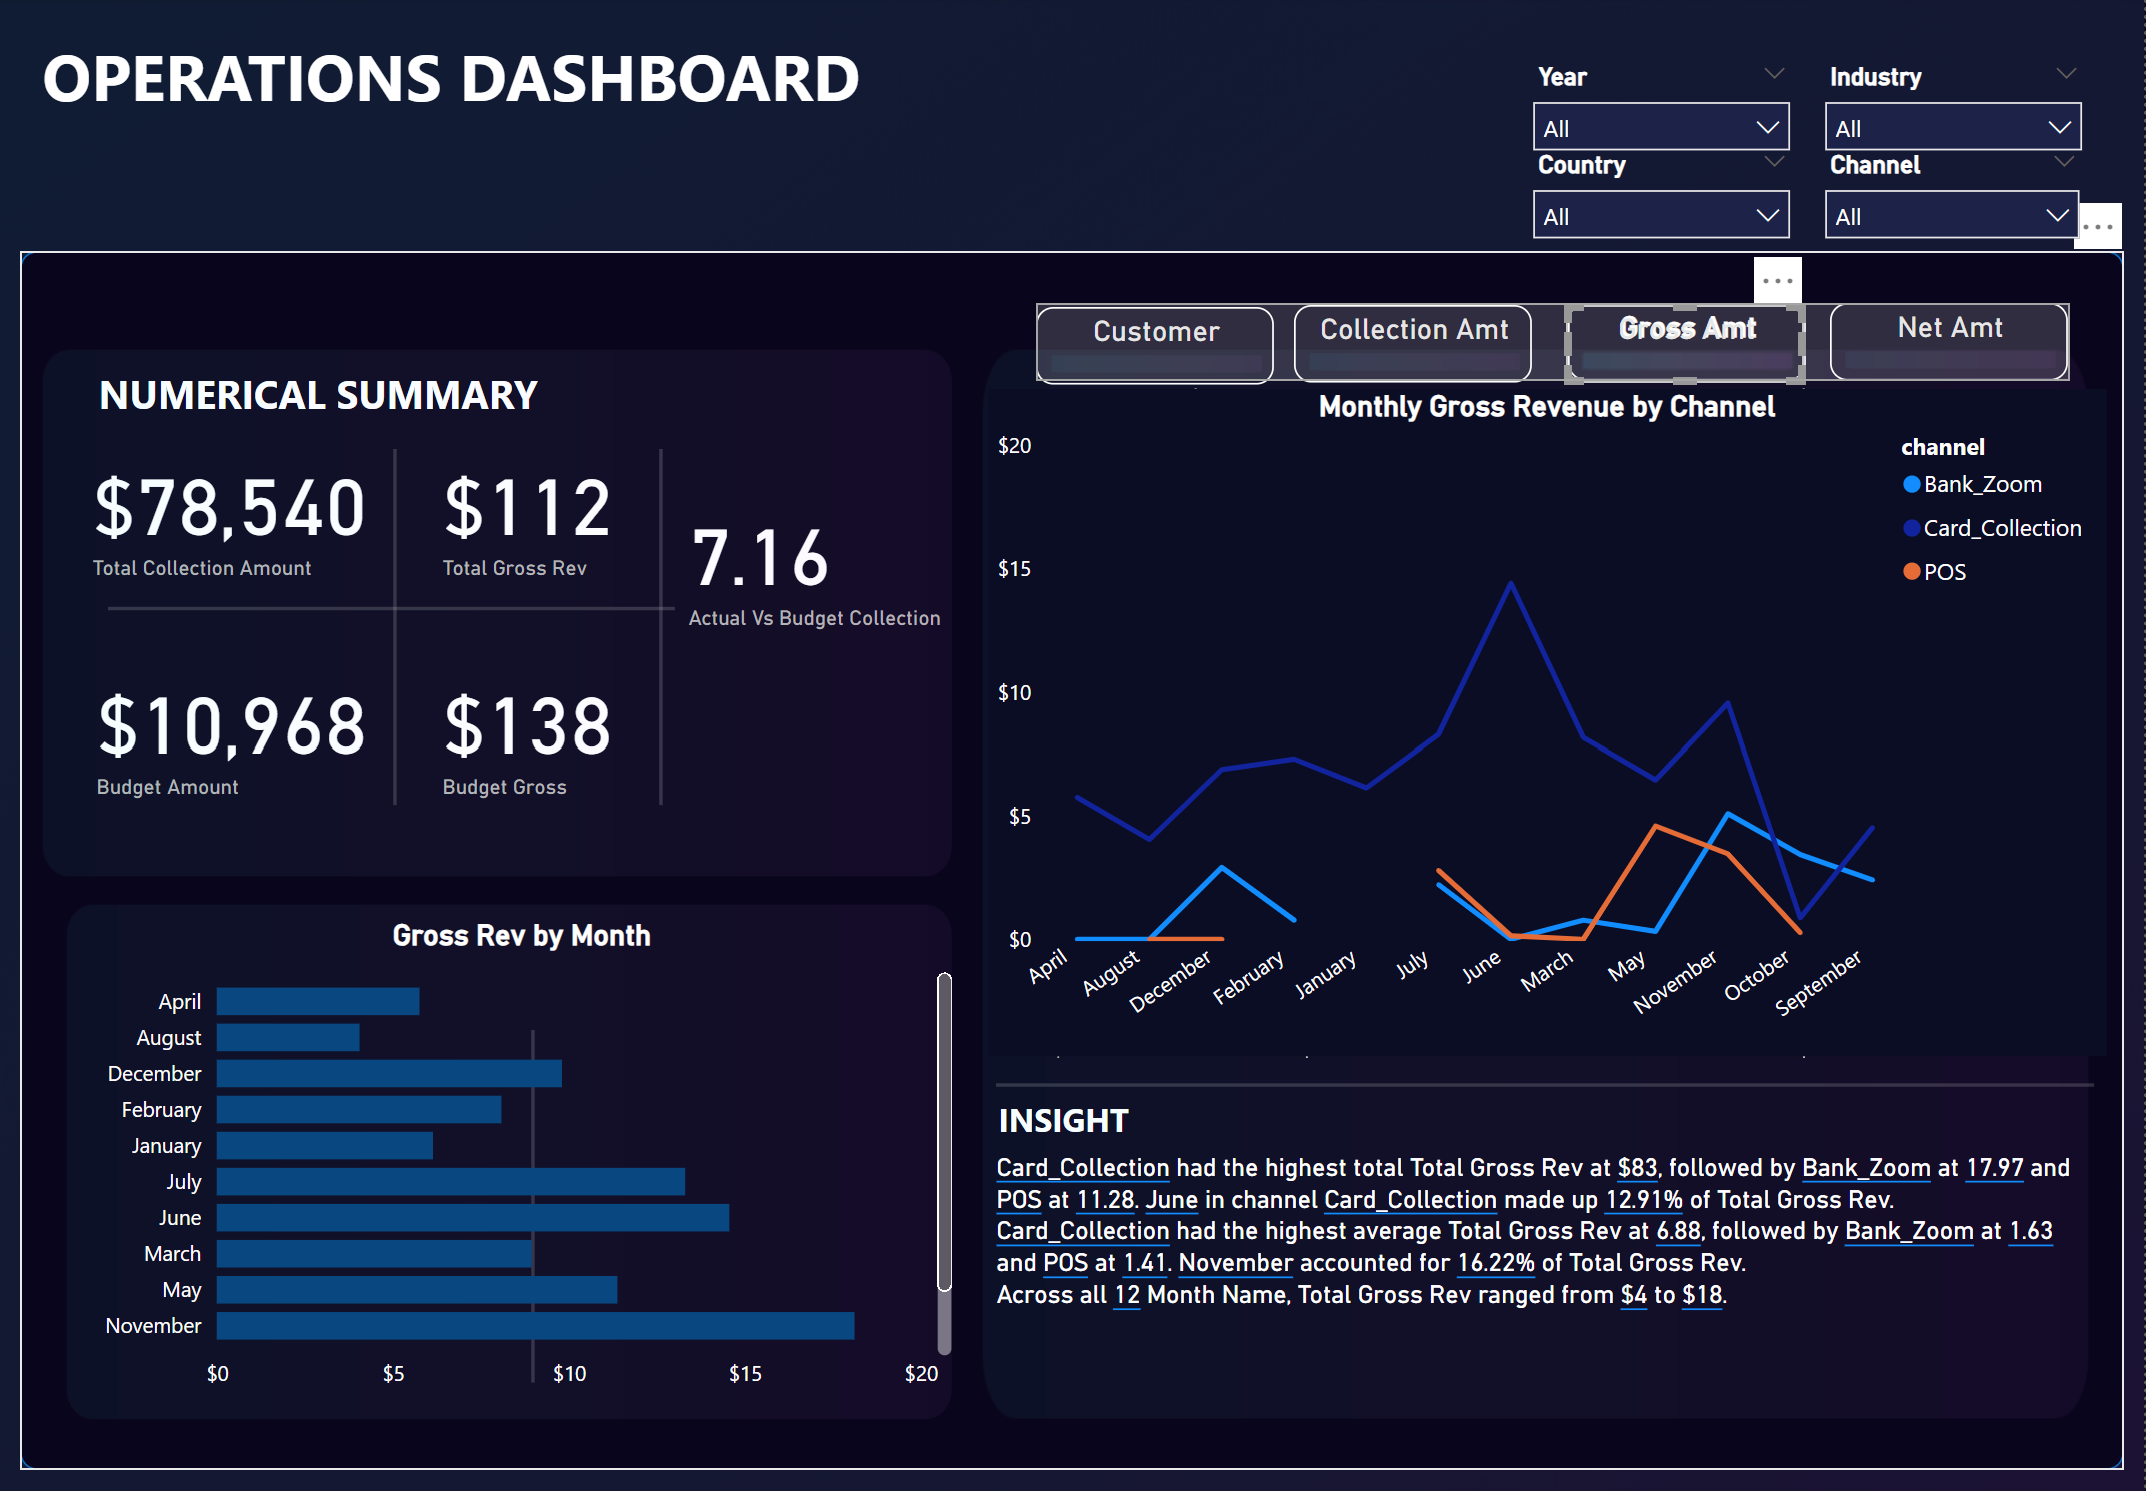 OPERATIONS DASHBOARD
Year
All
Industry
All
Country
All
Channel
All
...
...
Customer
Collection Amt
Gross Amt
Net Amt
NUMERICAL SUMMARY
$78,540
Total Collection Amount
$112
Total Gross Rev
7.16
Actual Vs Budget Collection
$10,968
Budget Amount
$138
Budget Gross
Monthly Gross Revenue by Channel
$20
$15
$10
$5
$0
April
August
December
February
January
July
June
March
May
November
October
September
channel
Bank_Zoom
Card_Collection
POS
Gross Rev by Month
April
August
December
February
January
July
June
March
May
November
$0
$5
$10
$15
$20
INSIGHT
Card_Collection had the highest total Total Gross Rev at $83, followed by Bank_Zoom at 17.97 and
POS at 11.28. June in channel Card_Collection made up 12.91% of Total Gross Rev.
Card_Collection had the highest average Total Gross Rev at 6.88, followed by Bank_Zoom at 1.63
and POS at 1.41. November accounted for 16.22% of Total Gross Rev.
Across all 12 Month Name, Total Gross Rev ranged from $4 to $18.